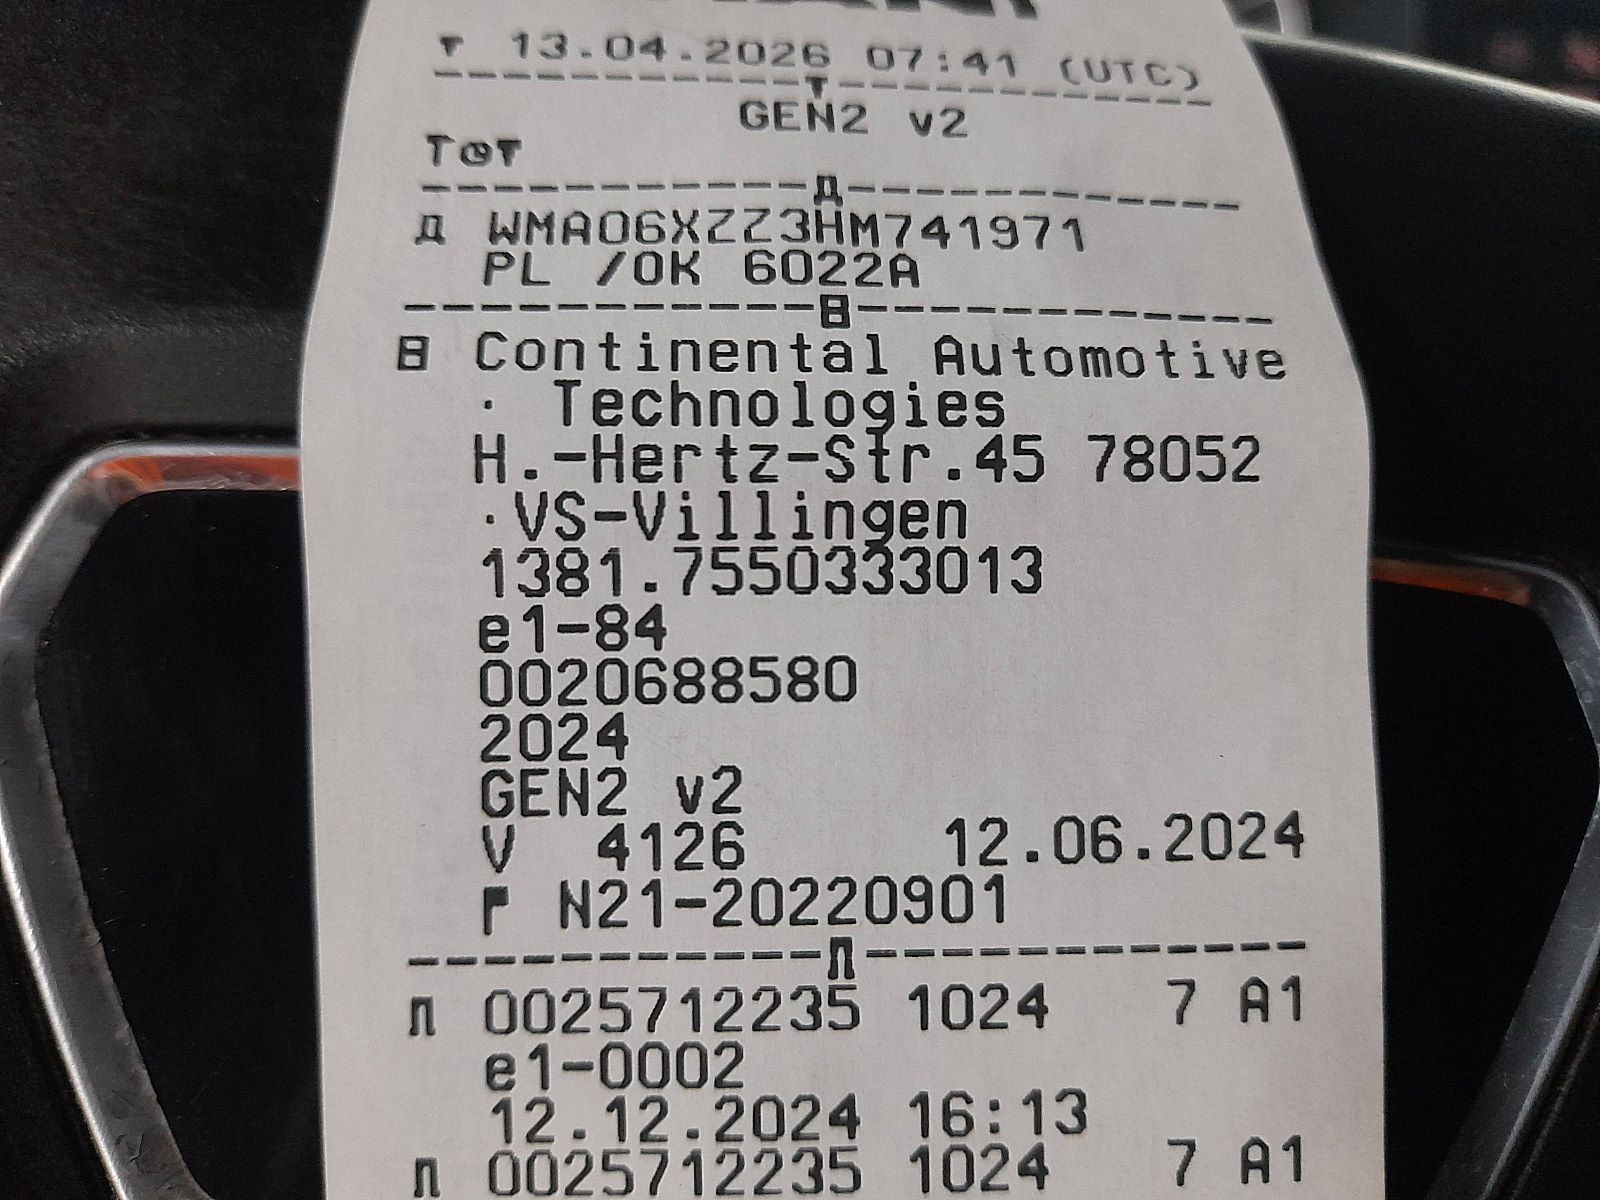 13.04.2026 07:41 (UTC)
GEN2 v2
WMA06XZZ3HM741971
PL /OK 6022A
Continental Automotive
. Technologies
H.-Hertz-Str.45 78052
.VS-Villingen
1381.7550333013
e1-84
0020688580
2024
GEN2 v2
V 4126 12.06.2024
N21-20220901
0025712235 1024 7 A1
e1-0002
12.12.2024 16:13
0025712235 1024 7 A1